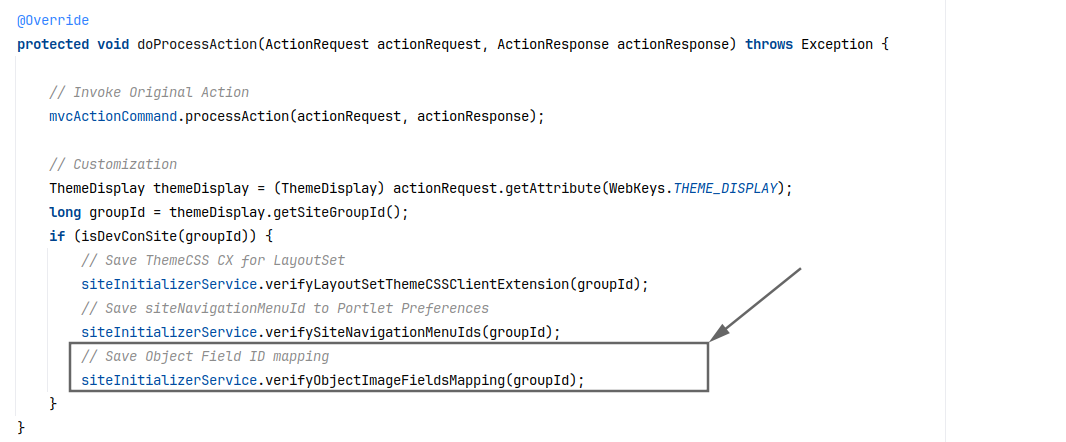 @Override
protected void doProcessAction(ActionRequest actionRequest, ActionResponse actionResponse) throws Exception {
// Invoke Original Action
mvcActionCommand.processAction(actionRequest, actionResponse);
// Customization
ThemeDisplay themeDisplay = (ThemeDisplay) actionRequest.getAttribute(WebKeys.THEME_DISPLAY);
long groupId = themeDisplay.getSiteGroupId();
if (isDevConSite(groupId)) {
// Save ThemeCSS CX for LayoutSet
siteInitializerService.verifyLayoutSetThemeCSSClientExtension(groupId);
// Save siteNavigationMenuId to Portlet Preferences
siteInitializerService.verifySiteNavigationMenuIds(groupId);
// Save Object Field ID mapping
siteInitializerService.verifyObjectImageFieldsMapping(groupId);
}
}